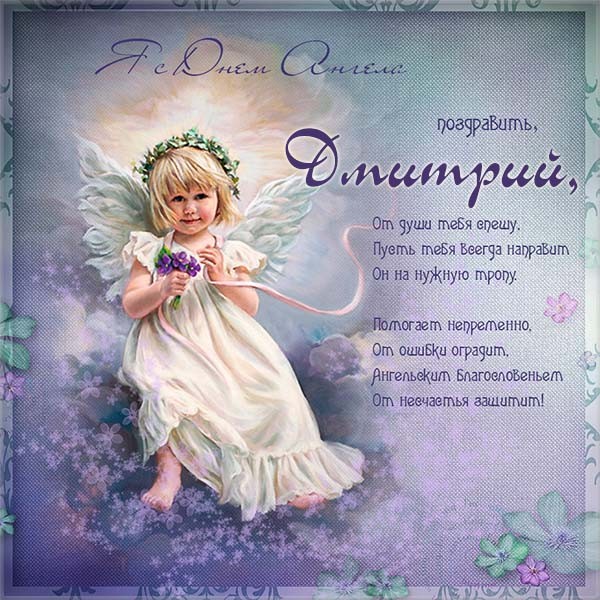 Я с Днем Ангела
поздравить,
Дмитрий,
От души тебя спешу,
Пусть тебя всегда направит
Он на нужную тропу.
Помогает непременно,
От ошибки оградит,
Ангельским благословеньем
От несчастья защитит!